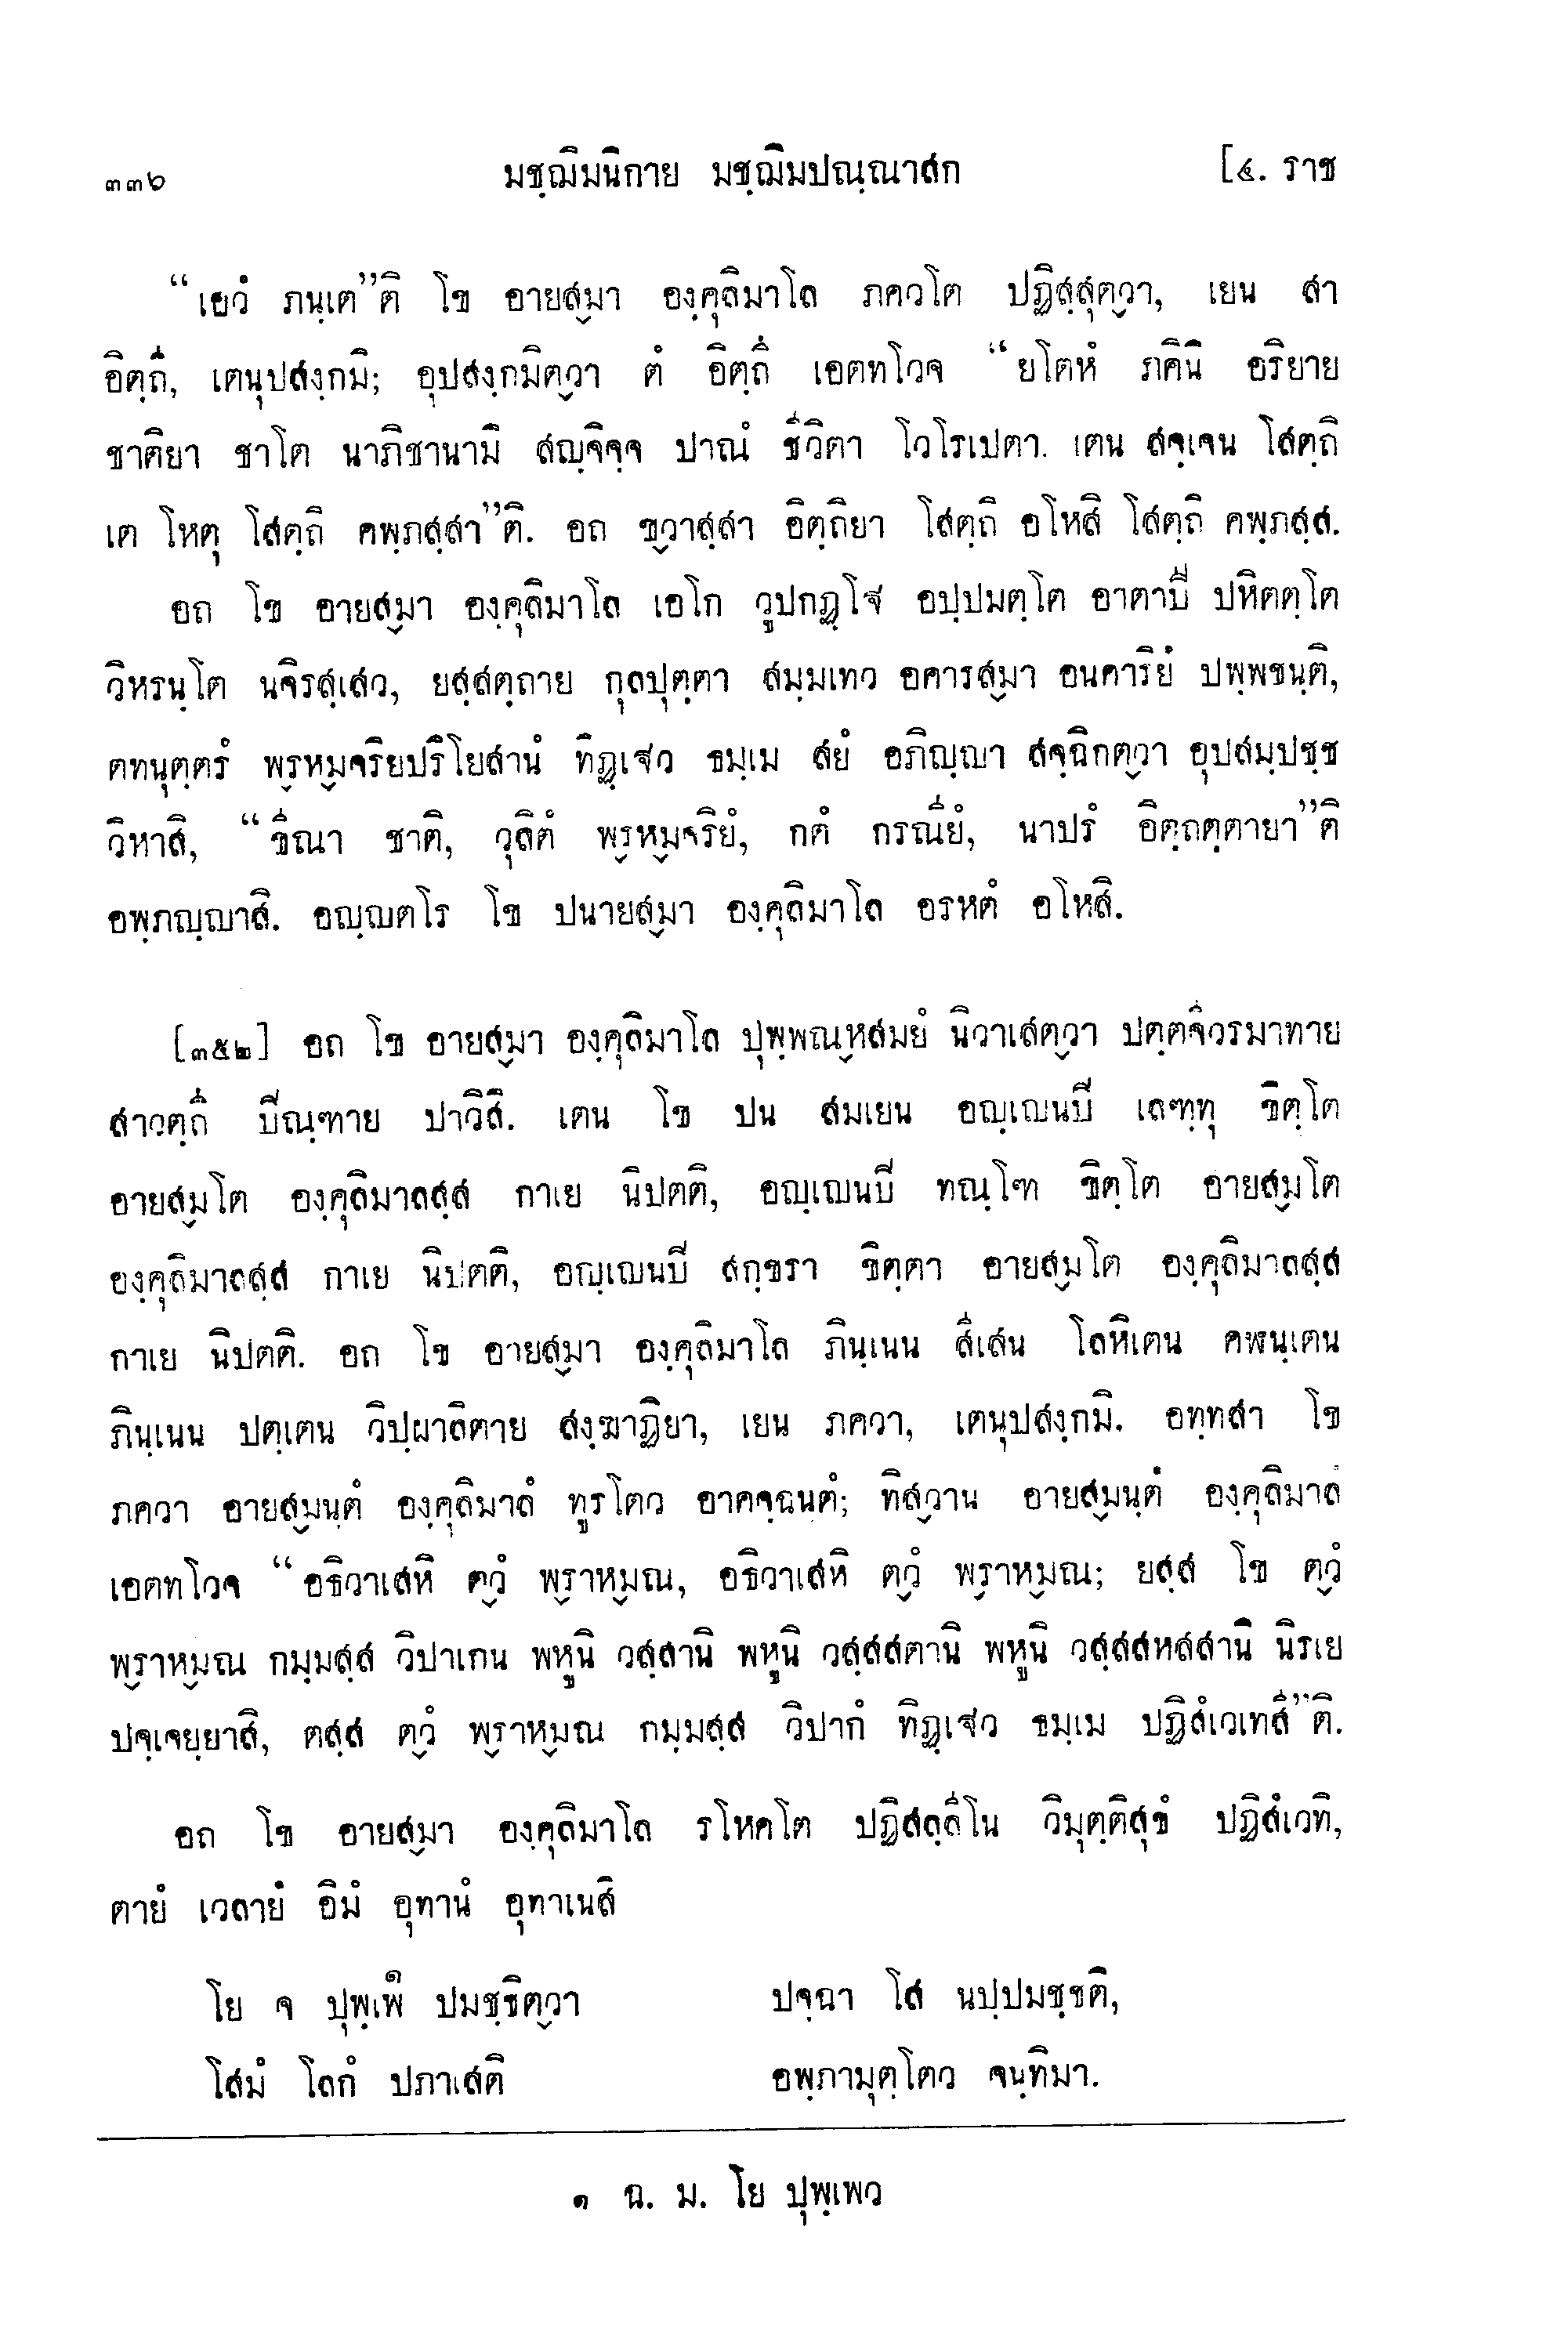 ๓๓๖ มชฺฌิมนิกาย มชฺฌิมปณฺณาสก [๔. ราช
“เอวํ ภนฺเต”ติ โข อายส๎มา องฺคุลิมาโล ภควโต ปฏิสฺสุต๎วา, เยน สา
อิตฺถี, เตนุปสงฺกมิ; อุปสงฺกมิต๎วา ตํ อิตฺถึ เอตทโวจ “ยโตหํ ภคินิ อริยาย
ชาติยา ชาโต นาภิชานามิ สญฺจิจฺจ ปาณํ ชีวิตา โวโรเปตา. เตน สจฺเจน โสตฺถิ
เต โหตุ โสตฺถิ คพฺภสฺสา”ติ. อถ ข๎วาสฺสา อิตฺถิยา โสตฺถิ อโหสิ โสตฺถิ คพฺภสฺส.
อถ โข อายส๎มา องฺคุลิมาโล เอโก วูปกฏฺโฐ อปฺปมตฺโต อาตาปี ปหิตตฺโต
วิหรนฺโต นจิรสฺเสว, ยสฺสตฺถาย กุลปุตฺตา สมฺมเทว อคารส๎มา อนคาริยํ ปพฺพชนฺติ,
ตทนุตฺตรํ พ๎รห๎มจริยปริโยสานํ ทิฏฺเฐว ธมฺเม สยํ อภิญฺญา สจฺฉิกต๎วา อุปสมฺปชฺช
วิหาสิ, “ขีณา ชาติ, วุสิตํ พ๎รห๎มจริยํ, กตํ กรณียํ, นาปรํ อิตฺถตฺตายา”ติ
อพฺภญฺญาสิ. อญฺญตโร โข ปนายส๎มา องฺคุลิมาโล อรหตํ อโหสิ.
[๓๕๒] อถ โข อายส๎มา องฺคุลิมาโล ปุพฺพณ๎หสมยํ นิวาเสต๎วา ปตฺตจีวรมาทาย
สาวตฺถึ ปิณฺฑาย ปาวิสิ. เตน โข ปน สมเยน อญฺเญนปิ เลฑฺฑุ ขิตฺโต
อายส๎มโต องฺคุลิมาลสฺส กาเย นิปตติ, อญฺเญนปิ ทณฺโฑ ขิตฺโต อายส๎มโต
องฺคุลิมาลสฺส กาเย นิปตติ, อญฺเญนปิ สกฺขรา ขิตฺตา อายส๎มโต องฺคุลิมาลสฺส
กาเย นิปตติ. อถ โข อายส๎มา องฺคุลิมาโล ภินฺเนน สีเสน โลหิเตน คฬนฺเตน
ภินฺเนน ปตฺเตน วิปฺผาลิตาย สงฺฆาฏิยา, เยน ภควา, เตนุปสงฺกมิ. อทฺทสา โข
ภควา อายส๎มนฺตํ องฺคุลิมาลํ ทูรโตว อาคจฺฉนฺตํ; ทิส๎วาน อายส๎มนฺตํ องฺคุลิมาลํ
เอตทโวจ “อธิวาเสหิ ต๎วํ พ๎ราห๎มณ, อธิวาเสหิ ต๎วํ พ๎ราห๎มณ; ยสฺส โข ต๎วํ
พ๎ราห๎มณ กมฺมสฺส วิปาเกน พหูนิ วสฺสานิ พหูนิ วสฺสสตานิ พหูนิ วสฺสสหสสานิ นิรเย
ปจฺเจยฺยาสิ, ตสฺส ต๎วํ พ๎ราห๎มณ กมฺมสฺส วิปากํ ทิฏฺเฐว ธมฺเม ปฏิสํเวเทสี”ติ.
อถ โข อายส๎มา องฺคุลิมาโล รโหคโต ปฏิสลฺลีโน วิมุตฺติสุขํ ปฏิสํเวทิ,
ตายํ เวลายํ อิมํ อุทานํ อุทาเนสิ
โย จ ปุพฺเพ๑ ปมชฺชิต๎วา ปจฺฉา โส นปฺปมชฺชติ,
โสมํ โลกํ ปภาเสติ อพฺภามุตฺโตว จนฺทิมา.
๑ ฉ. ม. โย ปุพฺเพว